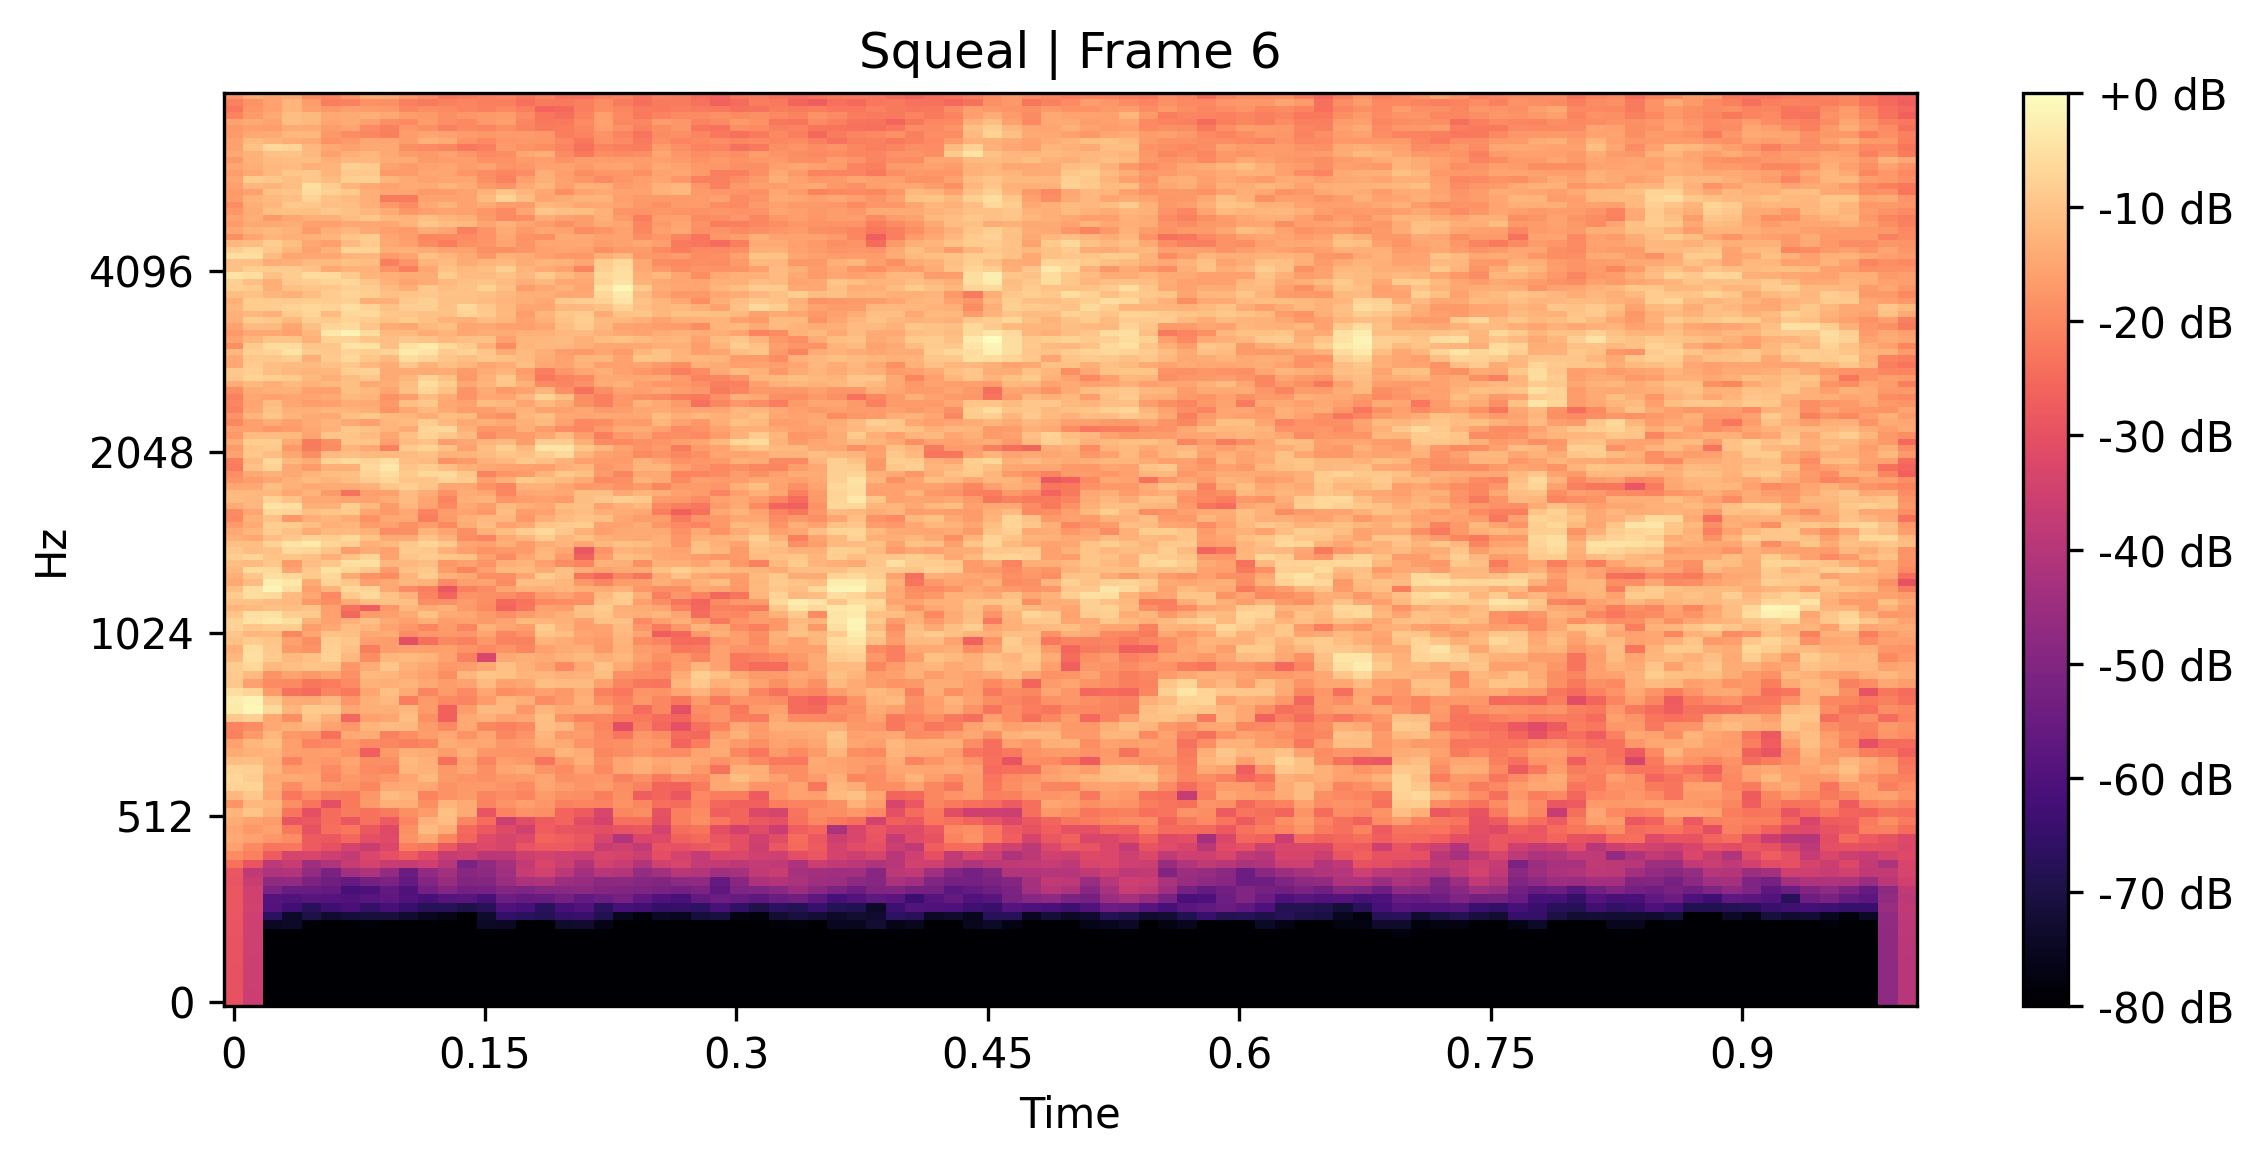 Squeal | Frame 6
Hz
4096
2048
1024
512
0
0 0.15 0.3 0.45 0.6 0.75 0.9
Time
+0 dB
-10 dB
-20 dB
-30 dB
-40 dB
-50 dB
-60 dB
-70 dB
-80 dB